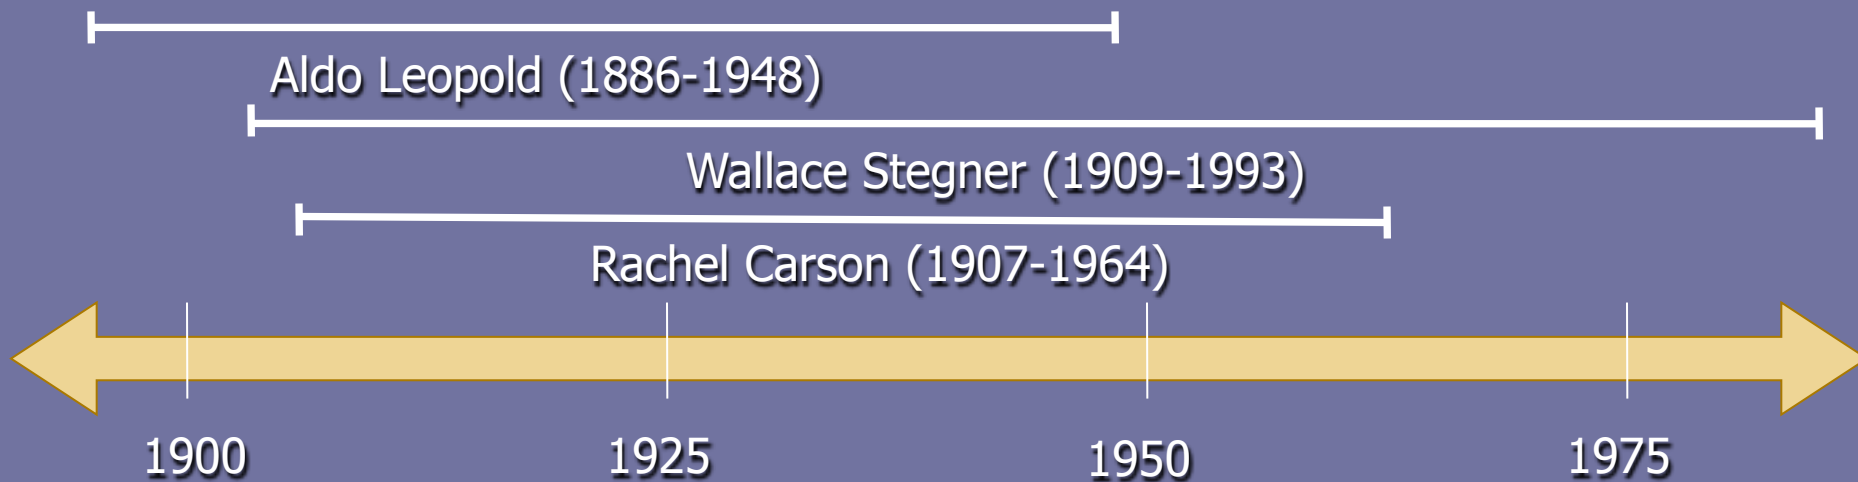 Aldo Leopold (1886-1948)
Wallace Stegner (1909-1993)
Rachel Carson (1907-1964)
1900 1925 1950 1975